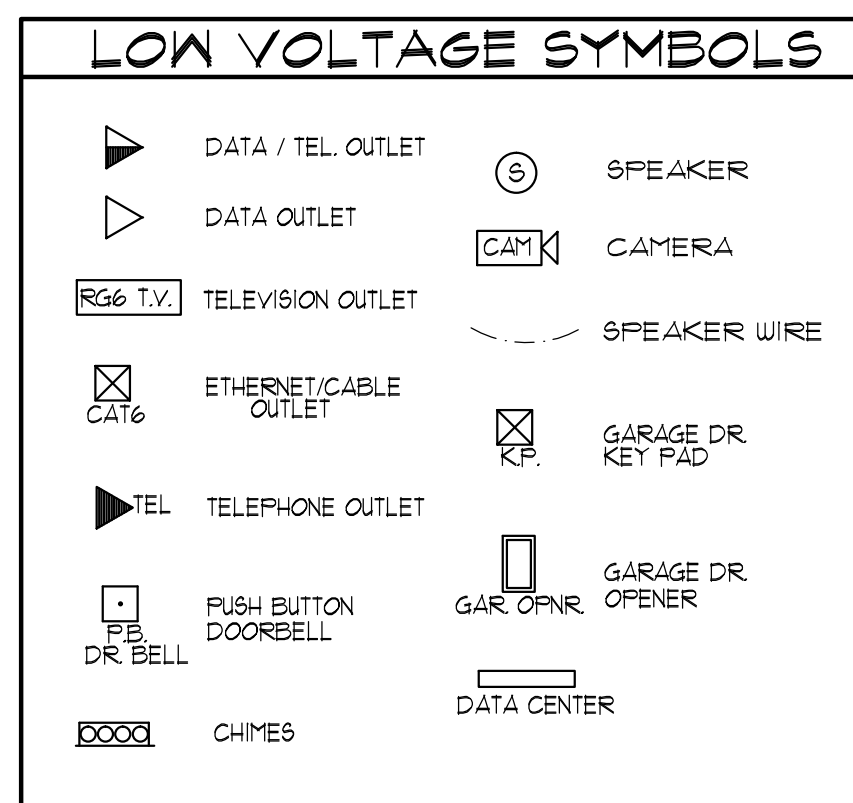 LOW VOLTAGE SYMBOLS
DATA / TEL. OUTLET
DATA OUTLET
RG6 T.V. TELEVISION OUTLET
CAT6
ETHERNET/CABLE
OUTLET
TEL TELEPHONE OUTLET
P.B.
DR. BELL
PUSH BUTTON
DOORBELL
CHIMES
S SPEAKER
CAM CAMERA
SPEAKER WIRE
K.P.
GARAGE DR.
KEY PAD
GAR. OPNR.
GARAGE DR.
OPENER
DATA CENTER